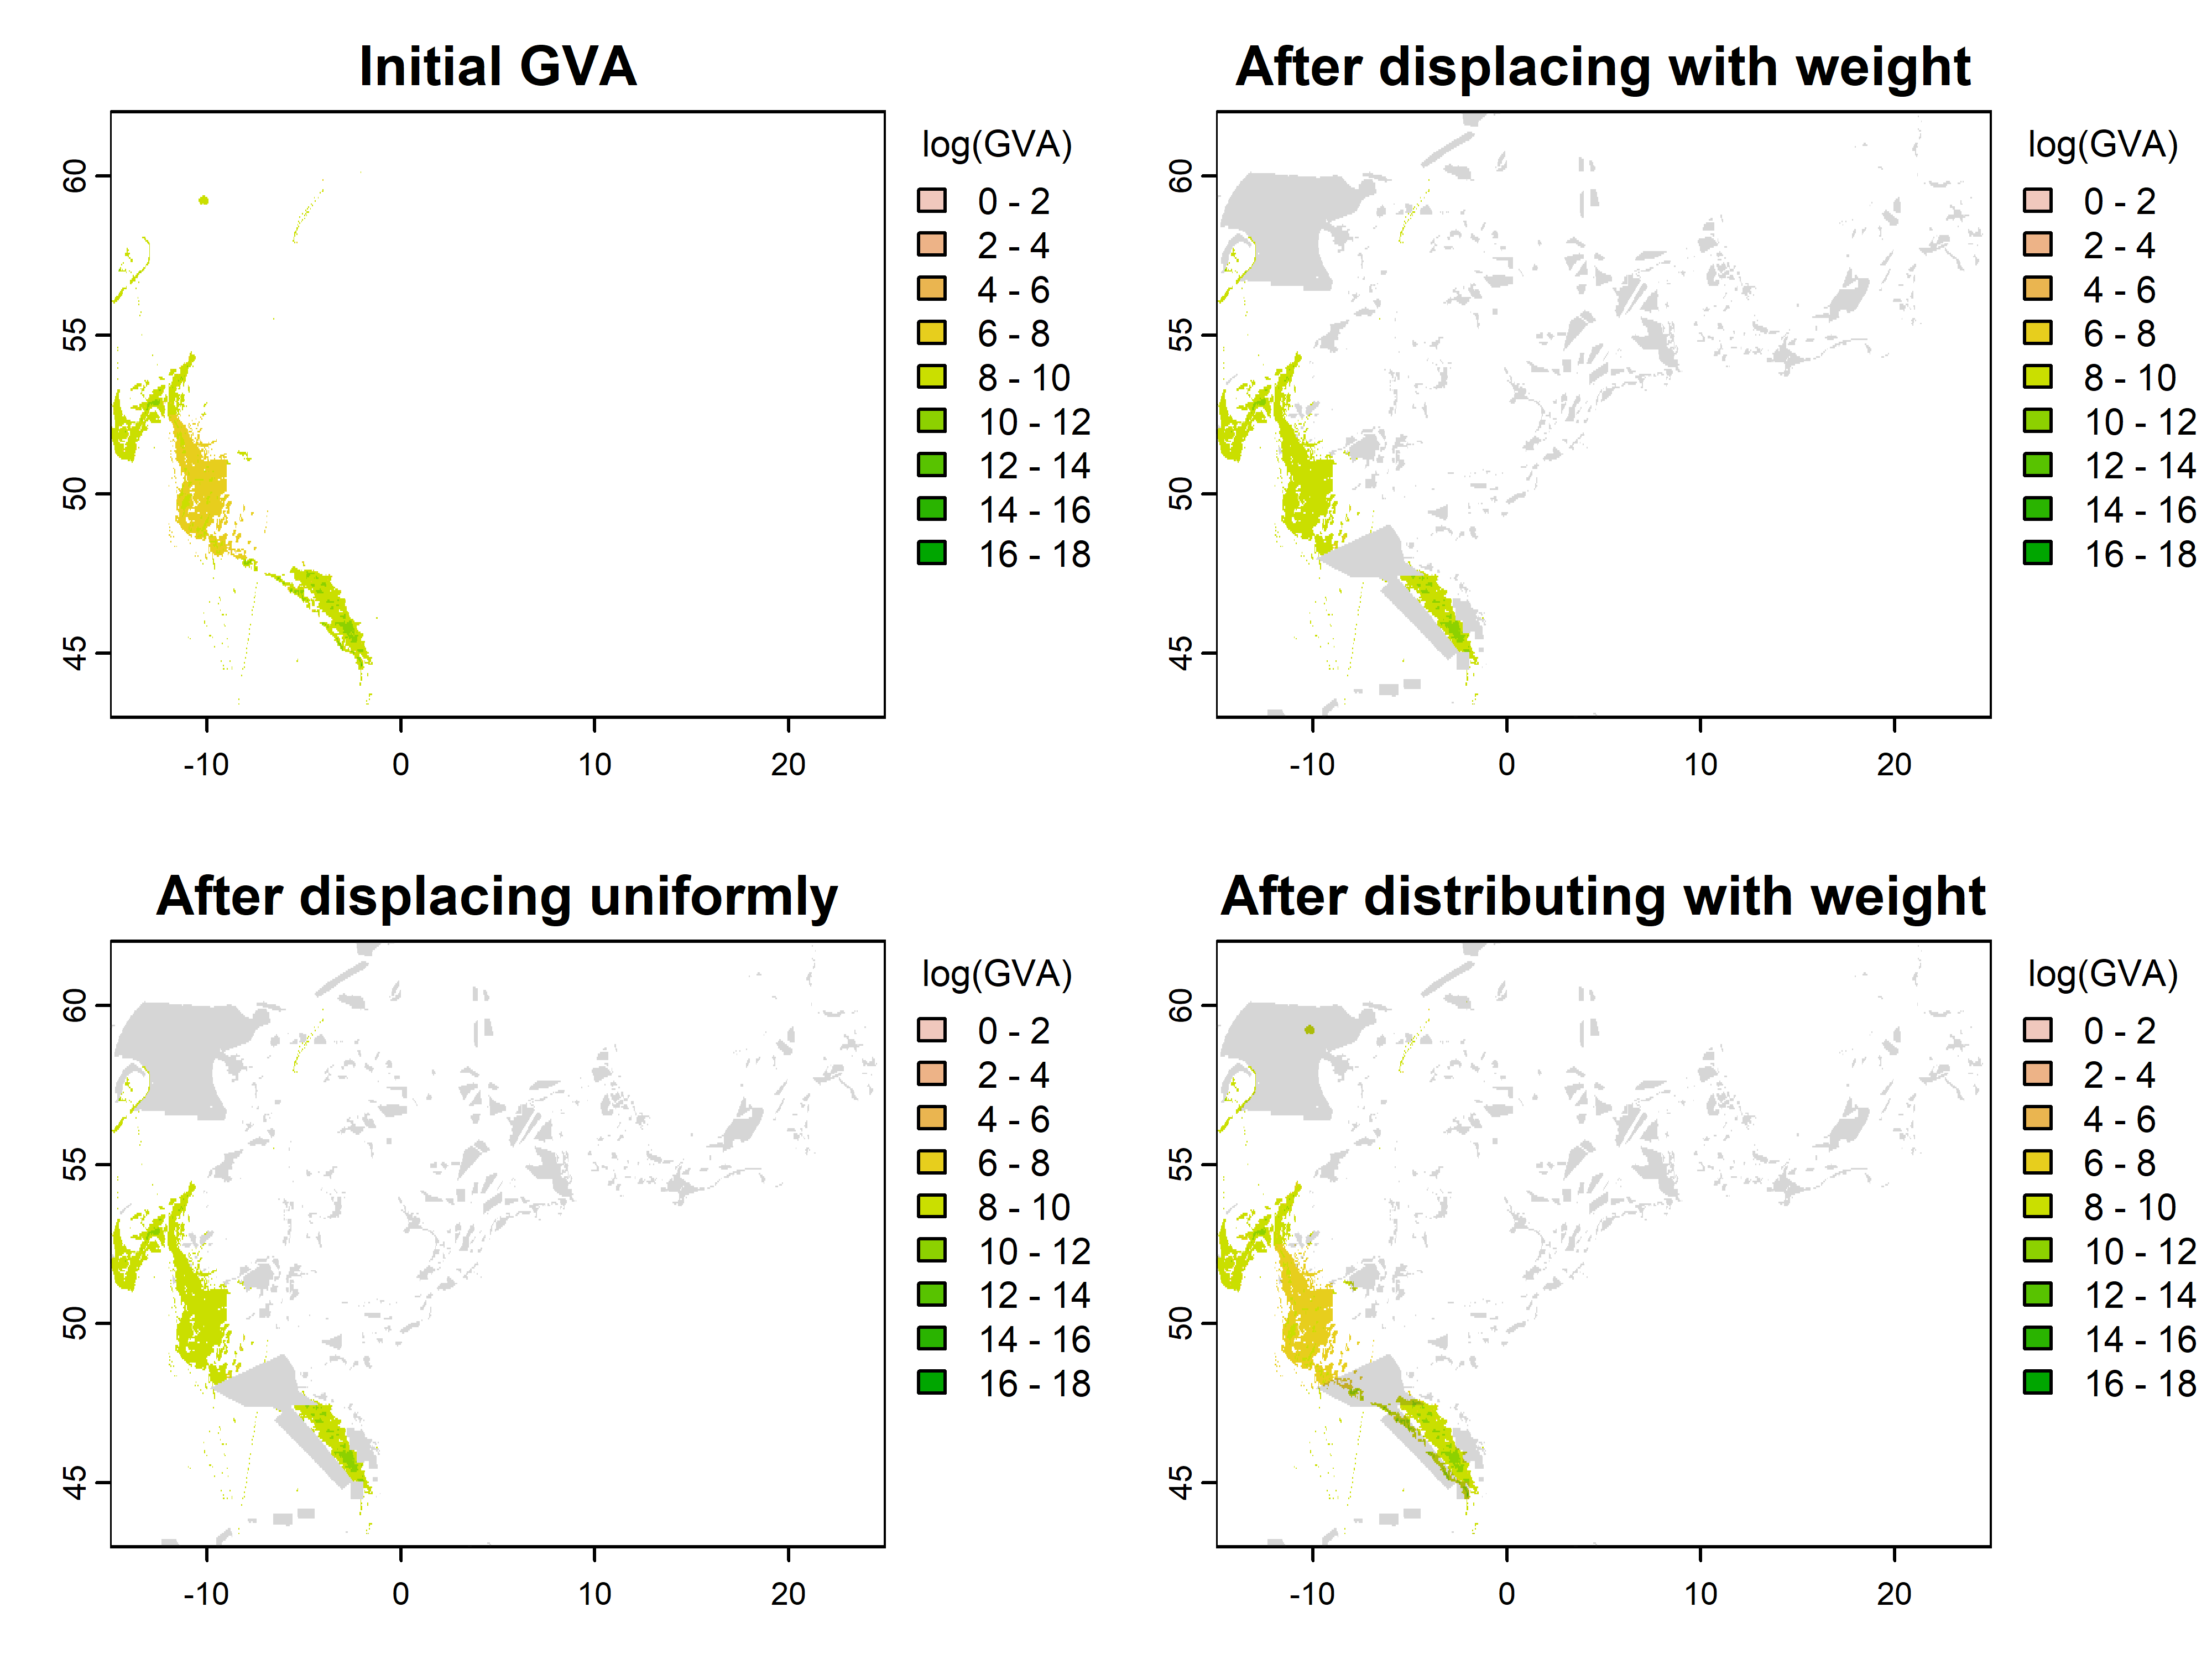 Initial GVA
60
55
50
45
-10
0
10
20
log(GVA)
0 - 2
2 - 4
4 - 6
6 - 8
8 - 10
10 - 12
12 - 14
14 - 16
16 - 18
After displacing with weight
60
55
50
45
-10
0
10
20
log(GVA)
0 - 2
2 - 4
4 - 6
6 - 8
8 - 10
10 - 12
12 - 14
14 - 16
16 - 18
After displacing uniformly
60
55
50
45
-10
0
10
20
log(GVA)
0 - 2
2 - 4
4 - 6
6 - 8
8 - 10
10 - 12
12 - 14
14 - 16
16 - 18
After distributing with weight
60
55
50
45
-10
0
10
20
log(GVA)
0 - 2
2 - 4
4 - 6
6 - 8
8 - 10
10 - 12
12 - 14
14 - 16
16 - 18